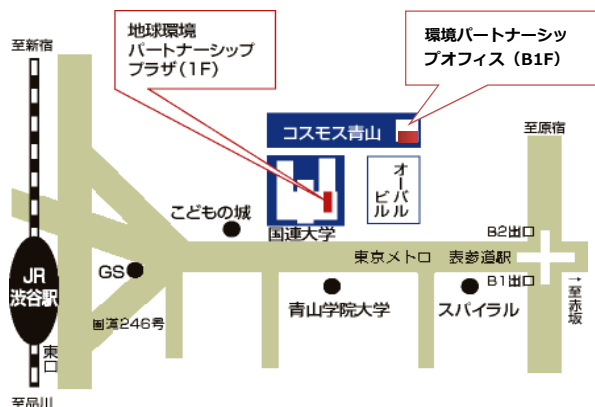 至新宿
地球環境
パートナーシップ
プラザ(1F)
環境パートナーシッ
プオフィス(B1F)
コスモス青山
至原宿
オーバル
ビル
こどもの城
国連大学
B2出口
東京メトロ 表参道駅
B1出口
GS
JR
渋谷駅
青山学院大学
スパイラル
→至赤坂
国道246号
東口
至品川